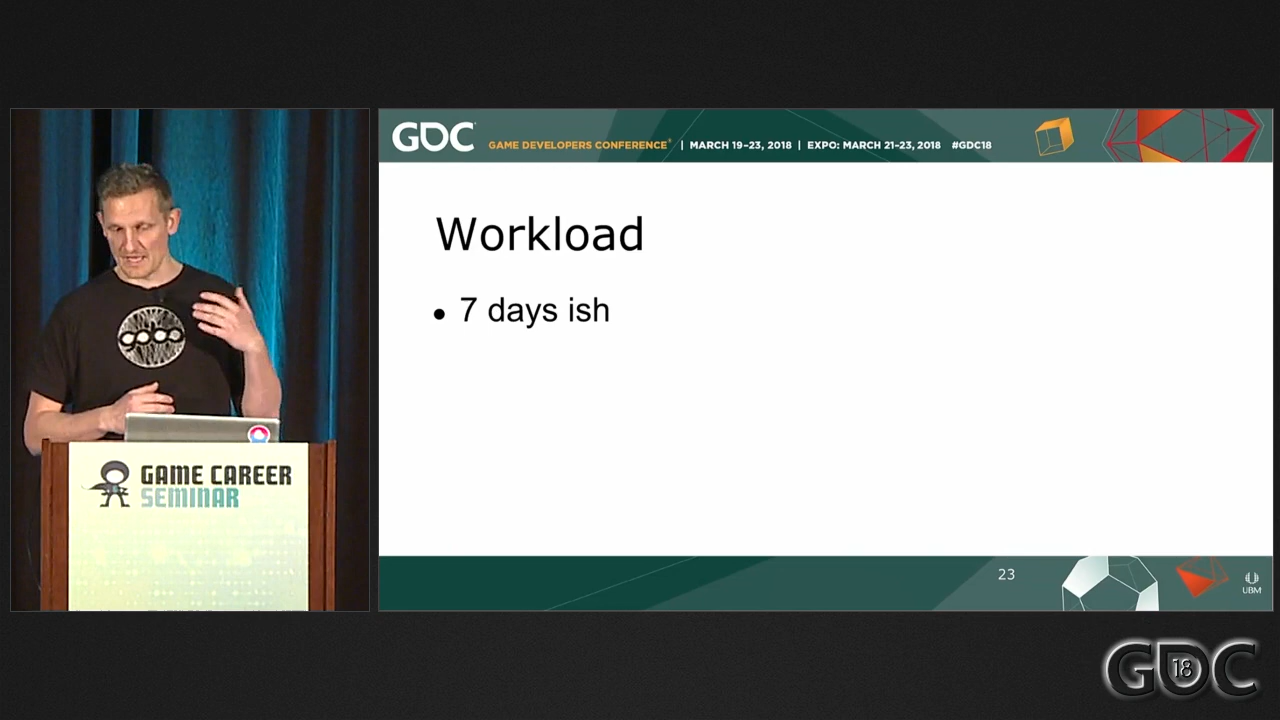 GDC
GAME DEVELOPERS CONFERENCE® | MARCH 19–23, 2018 | EXPO: MARCH 21–23, 2018 #GDC18
Workload
• 7 days ish
GAME CAREER
SEMINAR
23
UBM
GDC
18